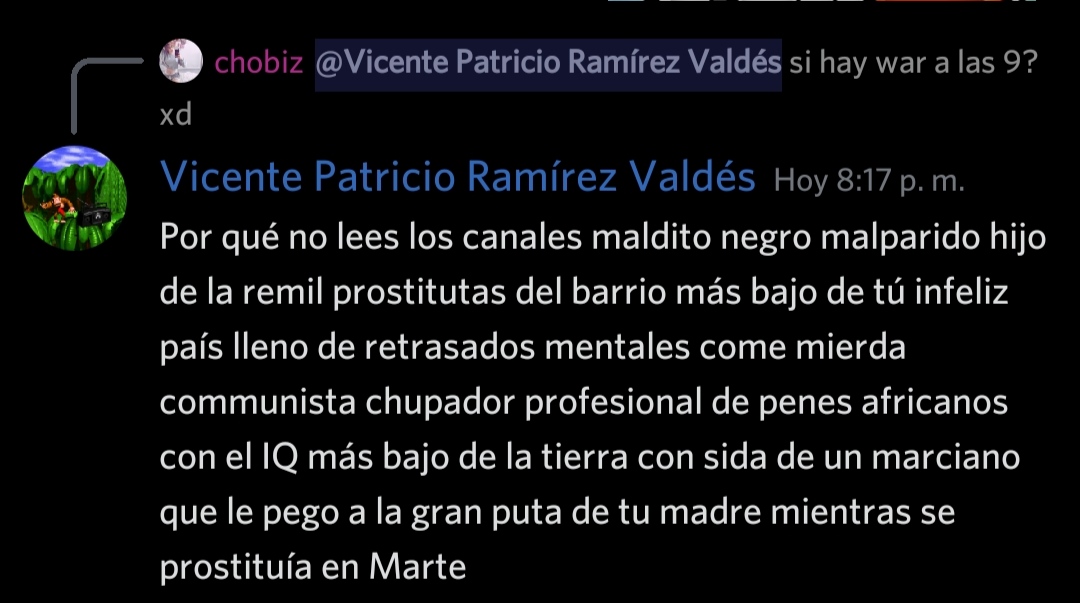 chobiz @Vicente Patricio Ramírez Valdés si hay war a las 9?
xd
Vicente Patricio Ramírez Valdés Hoy 8:17 p. m.
Por qué no lees los canales maldito negro malparido hijo
de la remil prostitutas del barrio más bajo de tú infeliz
país lleno de retrasados mentales come mierda
communista chupador profesional de penes africanos
con el IQ más bajo de la tierra con sida de un marciano
que le pego a la gran puta de tu madre mientras se
prostituía en Marte